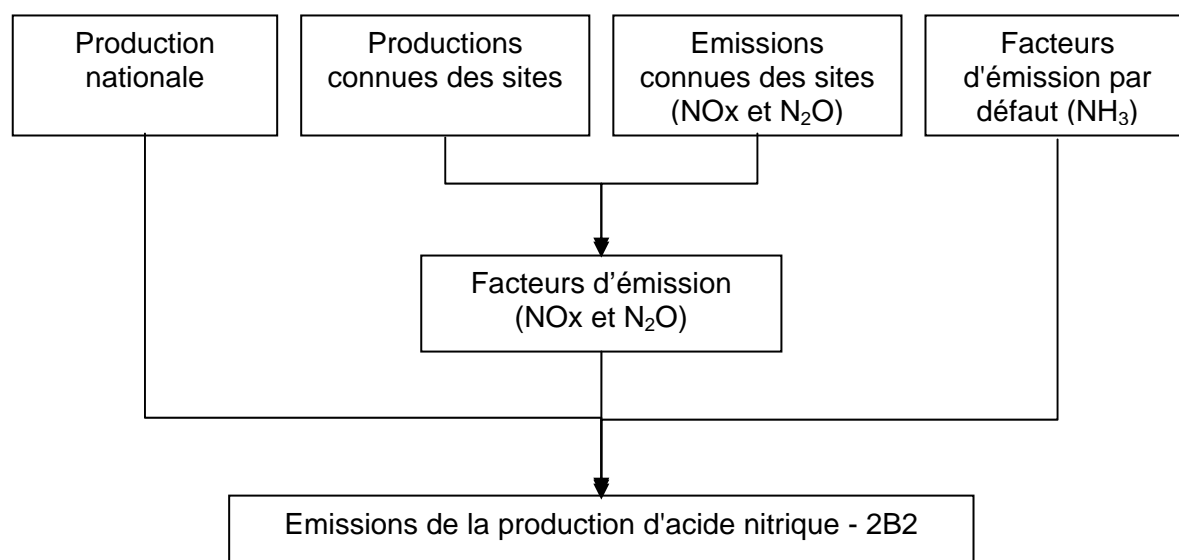 Production
nationale
Productions
connues des sites
Emissions
connues des sites
(NOx et N₂O)
Facteurs
d'émission par
défaut (NH₃)
Facteurs d’émission
(NOx et N₂O)
Emissions de la production d'acide nitrique - 2B2